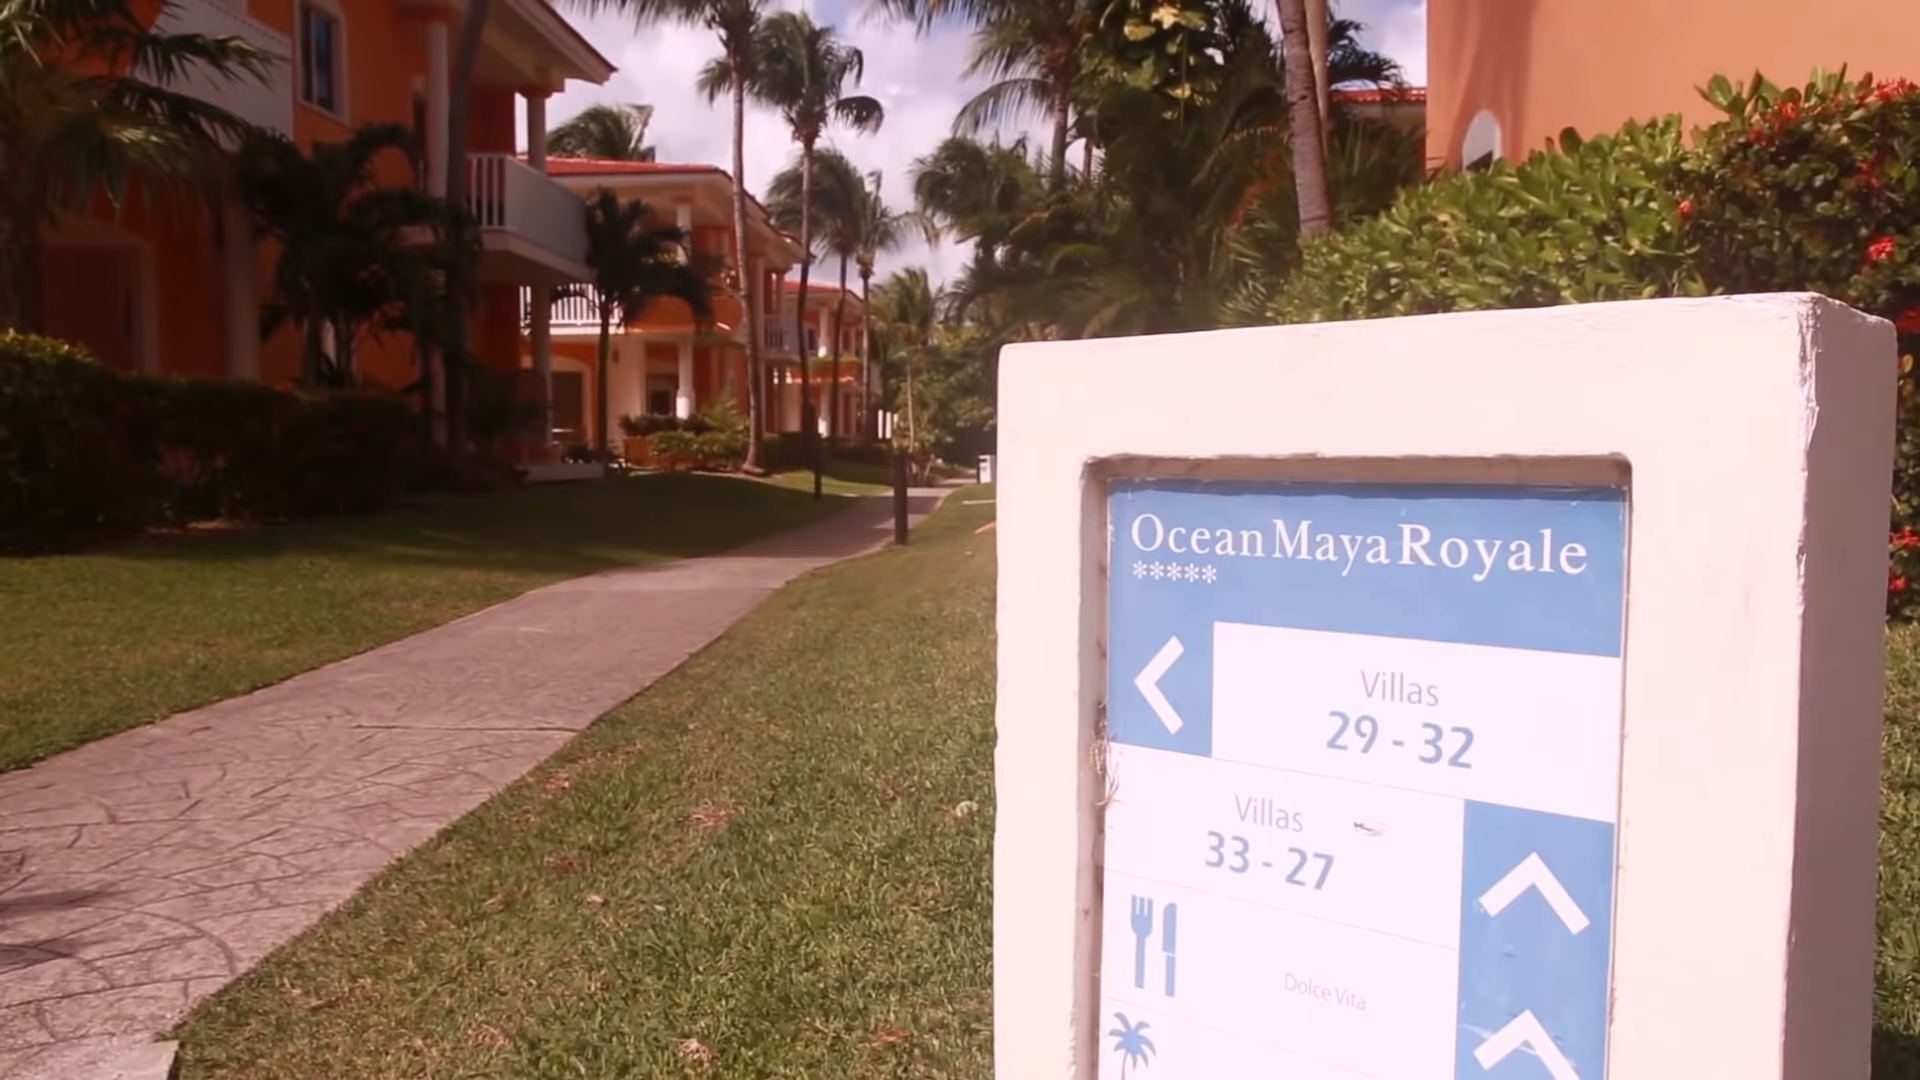 Ocean Maya Royale
*****
Villas
29 - 32
Villas
33 - 27
Dolce Vita